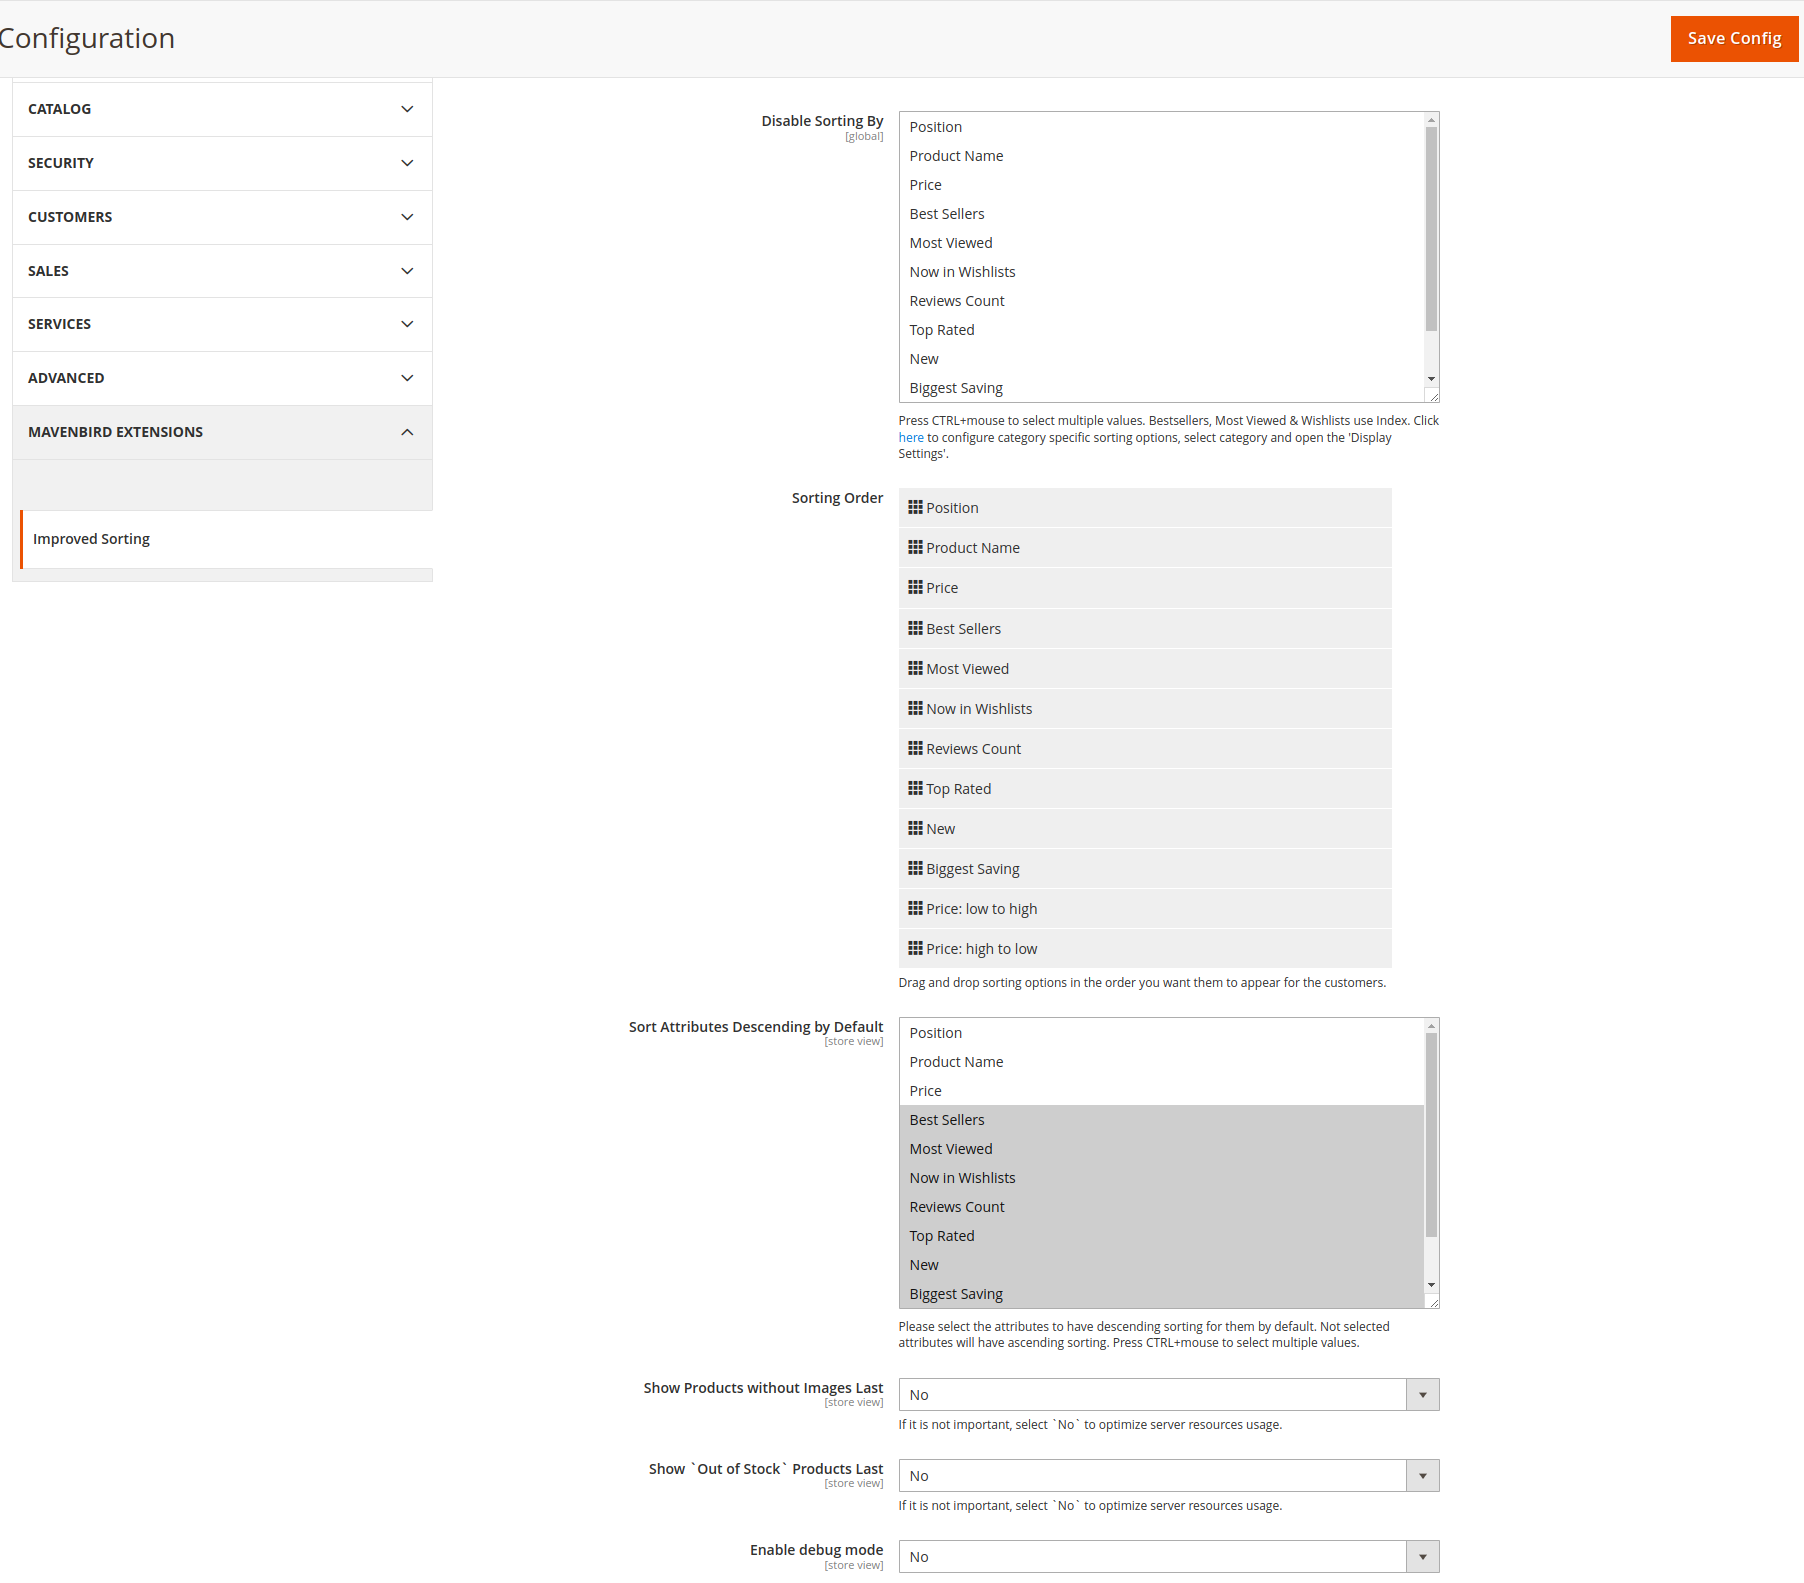 Configuration
Save Config
CATALOG
SECURITY
CUSTOMERS
SALES
SERVICES
ADVANCED
MAVENBIRD EXTENSIONS
Improved Sorting
Disable Sorting By
[global]
Position
Product Name
Price
Best Sellers
Most Viewed
Now in Wishlists
Reviews Count
Top Rated
New
Biggest Saving
Press CTRL+mouse to select multiple values. Bestsellers, Most Viewed & Wishlists use Index. Click
here to configure category specific sorting options, select category and open the 'Display
Settings'.
Sorting Order
Position
Product Name
Price
Best Sellers
Most Viewed
Now in Wishlists
Reviews Count
Top Rated
New
Biggest Saving
Price: low to high
Price: high to low
Drag and drop sorting options in the order you want them to appear for the customers.
Sort Attributes Descending by Default
[store view]
Position
Product Name
Price
Best Sellers
Most Viewed
Now in Wishlists
Reviews Count
Top Rated
New
Biggest Saving
Please select the attributes to have descending sorting for them by default. Not selected
attributes will have ascending sorting. Press CTRL+mouse to select multiple values.
Show Products without Images Last
[store view]
No
If it is not important, select `No` to optimize server resources usage.
Show `Out of Stock` Products Last
[store view]
No
If it is not important, select `No` to optimize server resources usage.
Enable debug mode
[store view]
No